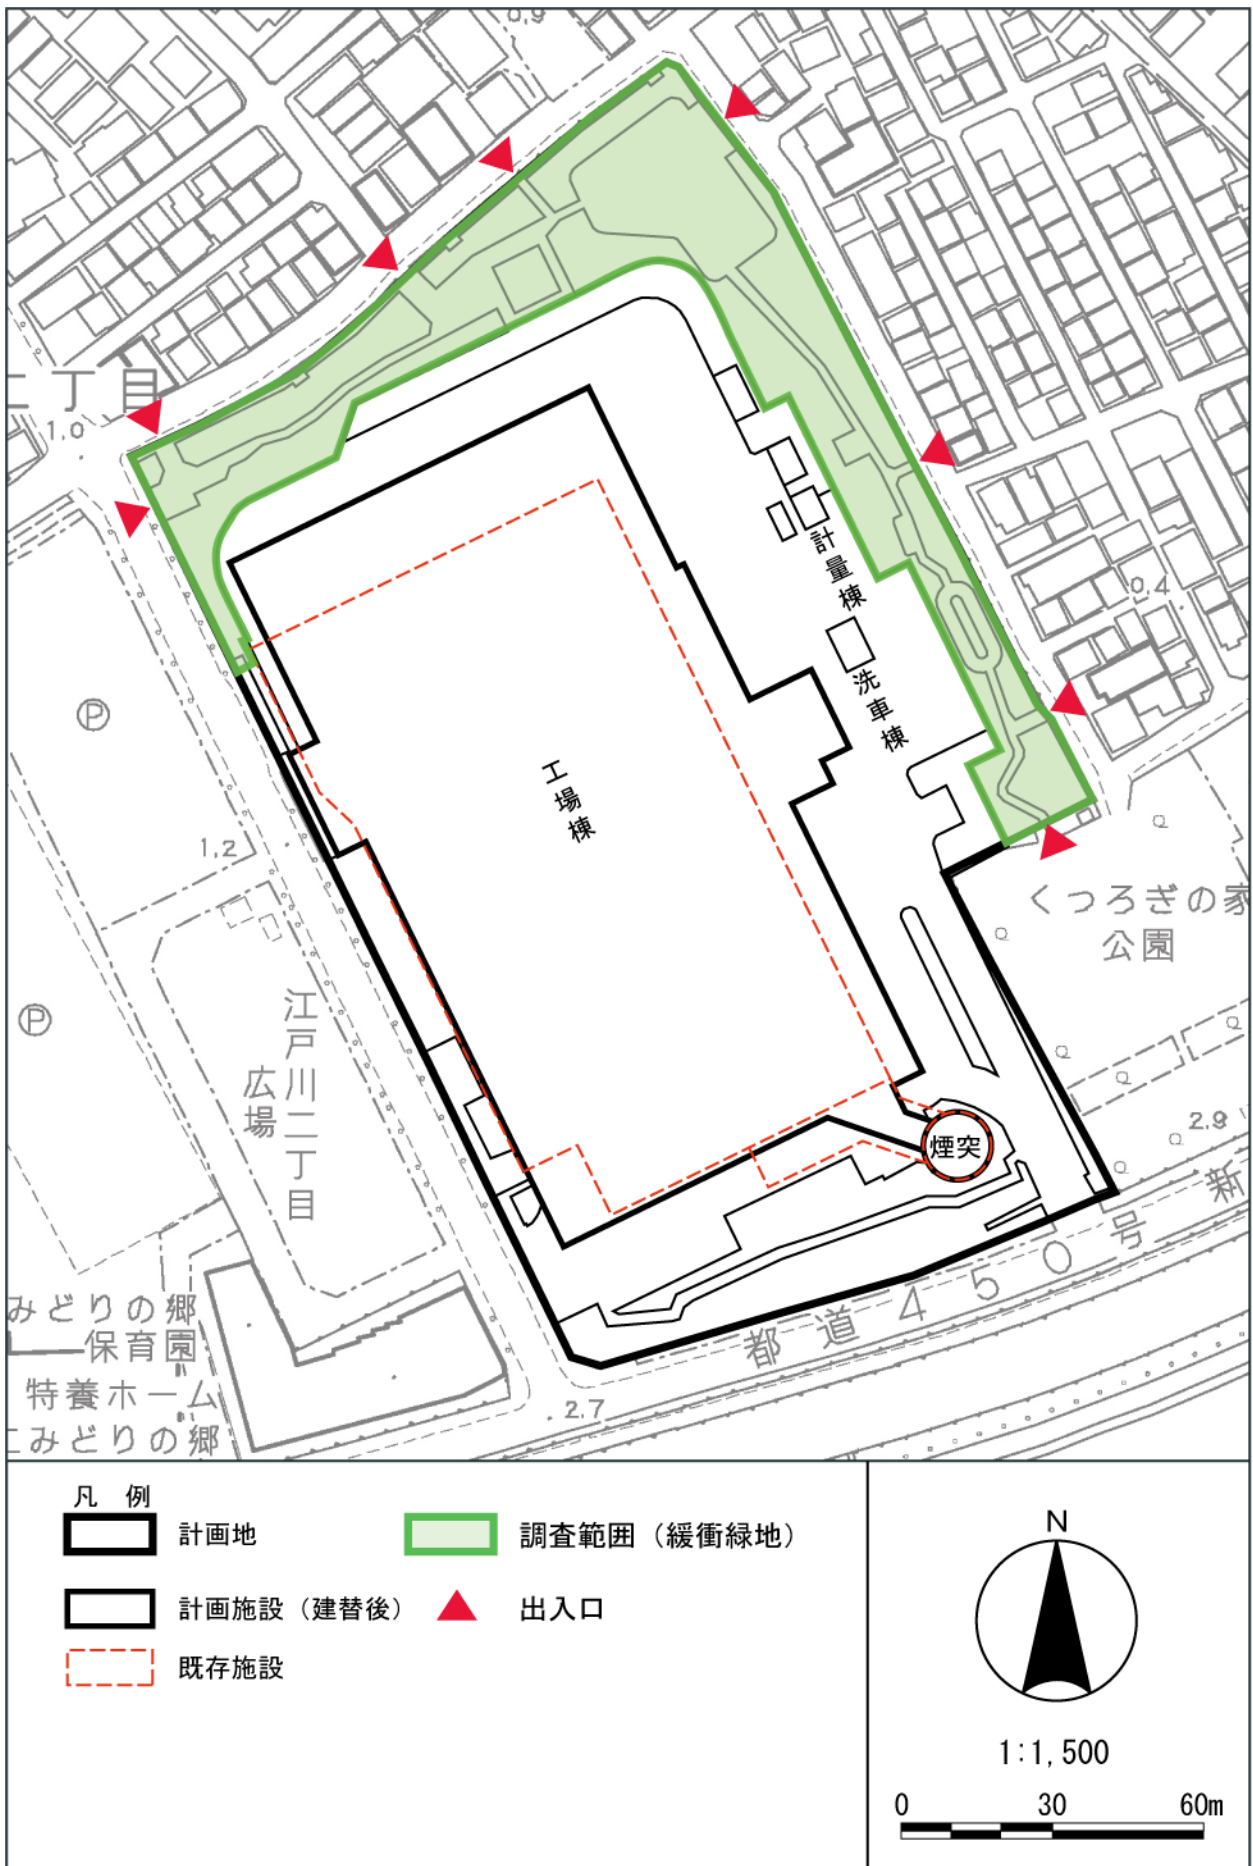 0.9
二丁目
1.0
計量棟
0.4
洗車棟
P
工場棟
1.2
くつろぎの家
公園
P
江戸川二丁目
広場
煙突
2.9
都道450号 新
みどりの郷
保育園
特養ホーム
こみどりの郷
2.7
凡 例
計画地
調査範囲（緩衝緑地）
計画施設（建替後）
出入口
既存施設
N
1:1,500
0 30 60m